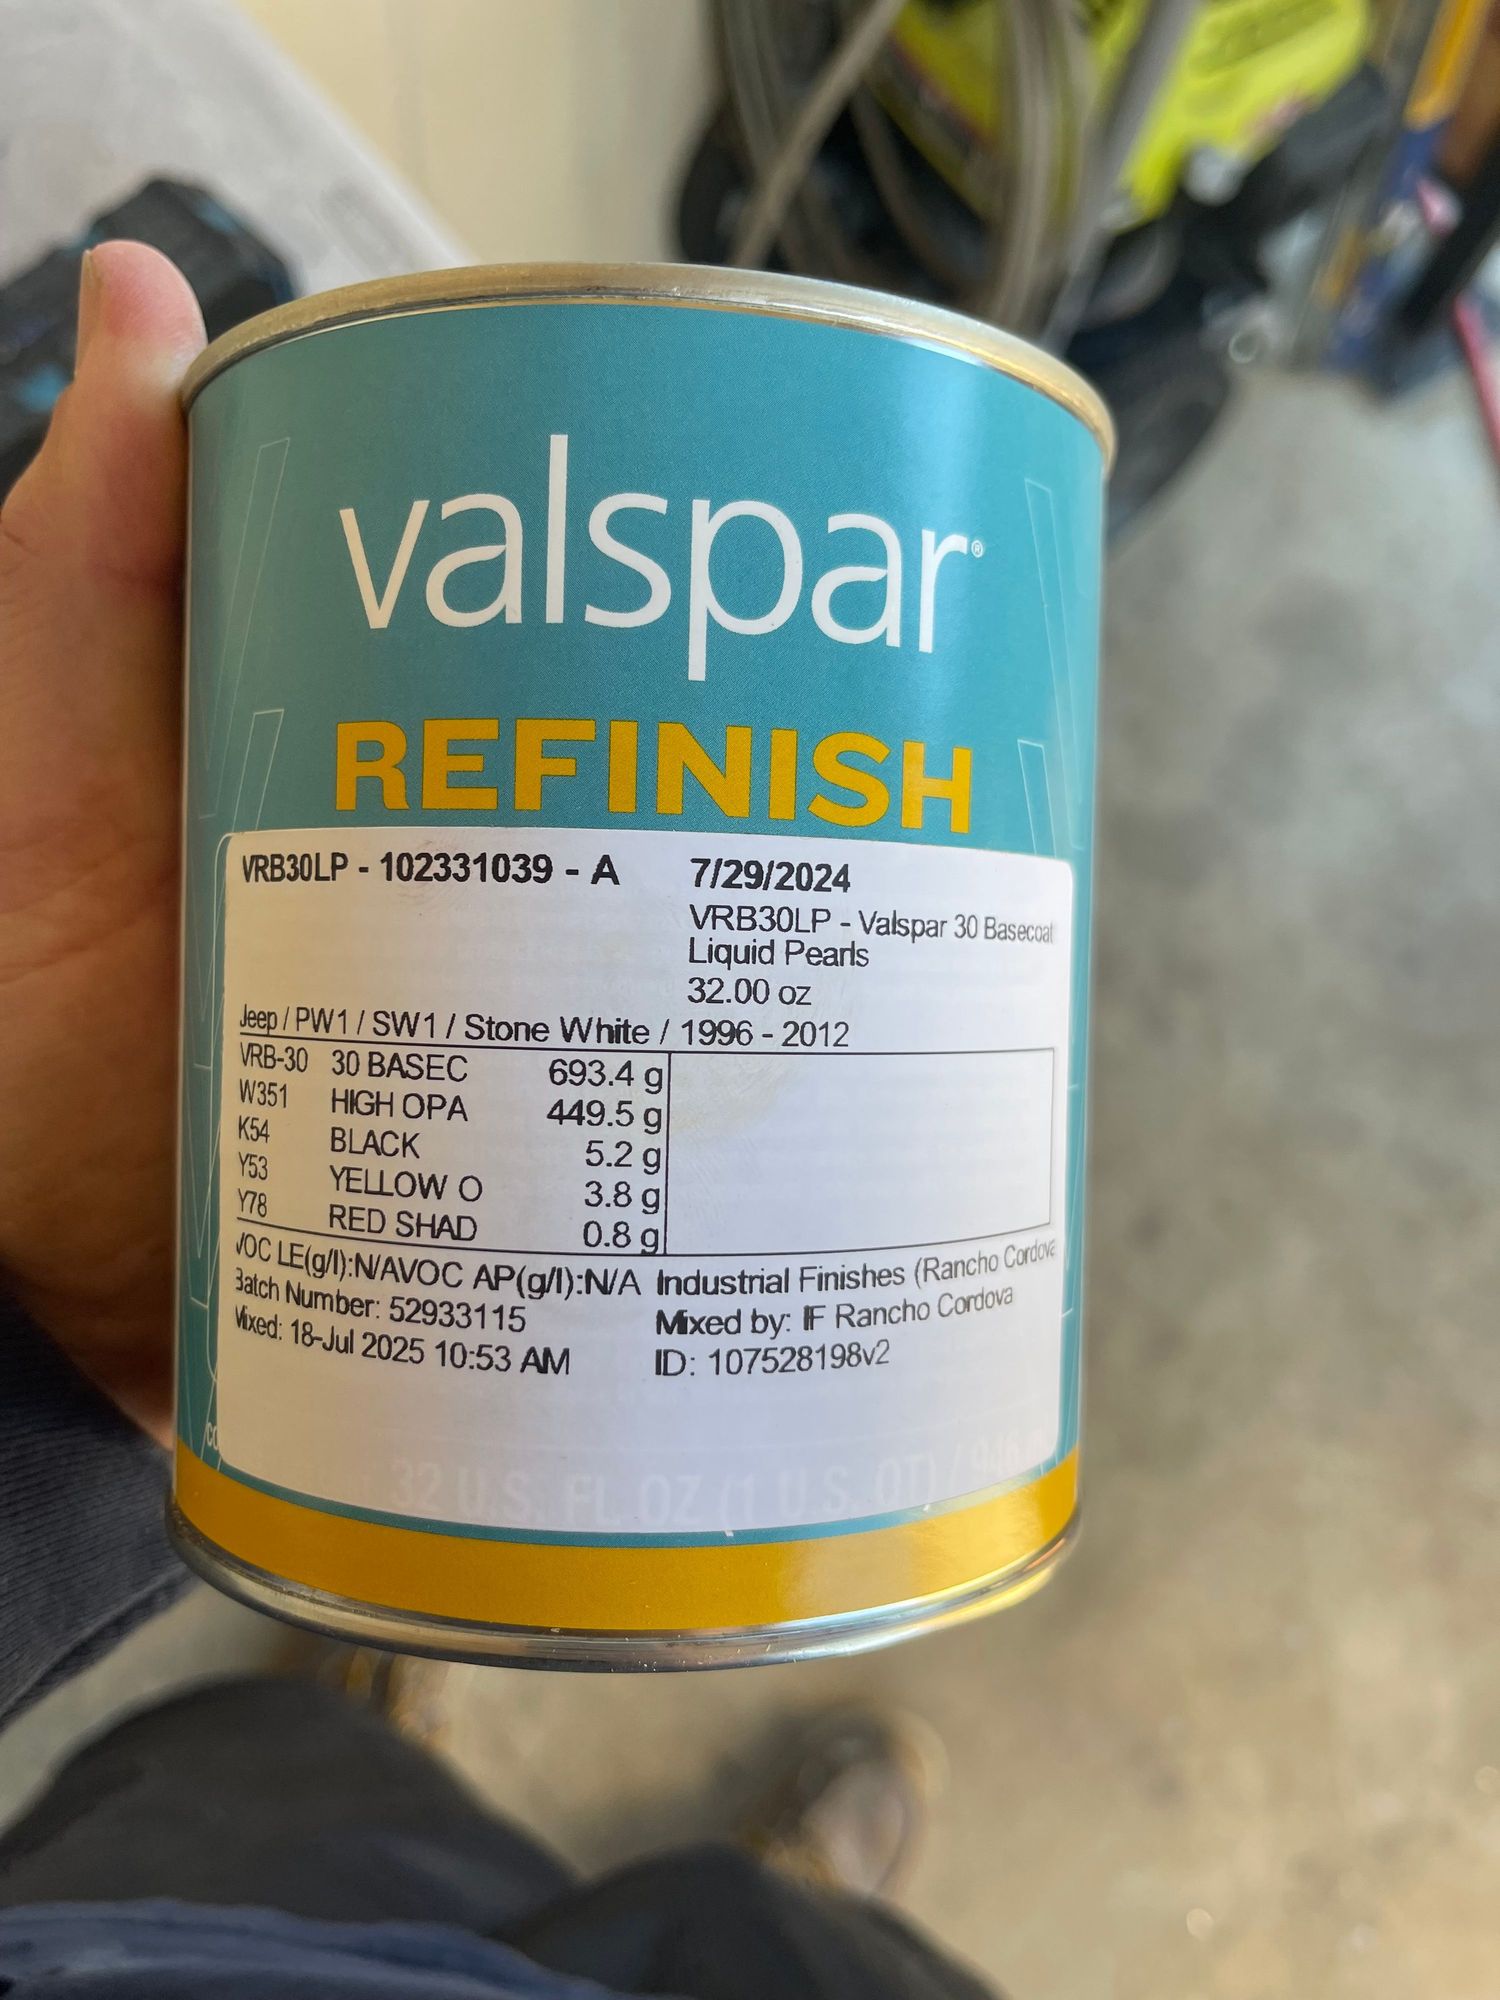 valspar®
REFINISH
VRB30LP - 102331039 - A 7/29/2024
VRB30LP - Valspar 30 Basecoat
Liquid Pearls
32.00 oz
Jeep / PW1 / SW1 / Stone White / 1996 - 2012
VRB-30 30 BASEC 693.4 g
W351 HIGH OPA 449.5 g
K54 BLACK 5.2 g
Y53 YELLOW O 3.8 g
Y78 RED SHAD 0.8 g
VOC LE(g/l):N/AVOC AP(g/l):N/A Industrial Finishes (Rancho Cordova
Batch Number: 52933115 Mixed by: IF Rancho Cordova
Mixed: 18-Jul 2025 10:53 AM ID: 107528198v2
32 U.S. FL OZ (1 U.S. QT) / 946